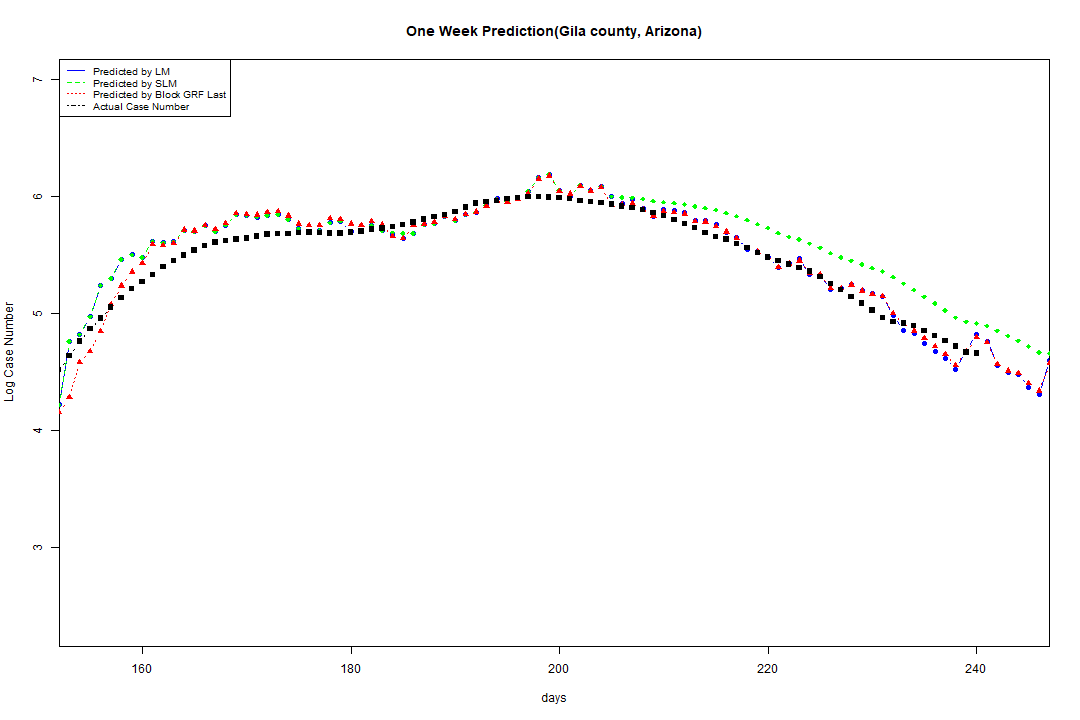 One Week Prediction(Gila county, Arizona)
Predicted by LM
Predicted by SLM
Predicted by Block GRF Last
Actual Case Number
7
6
5
4
3
Log Case Number
160 180 200 220 240
days